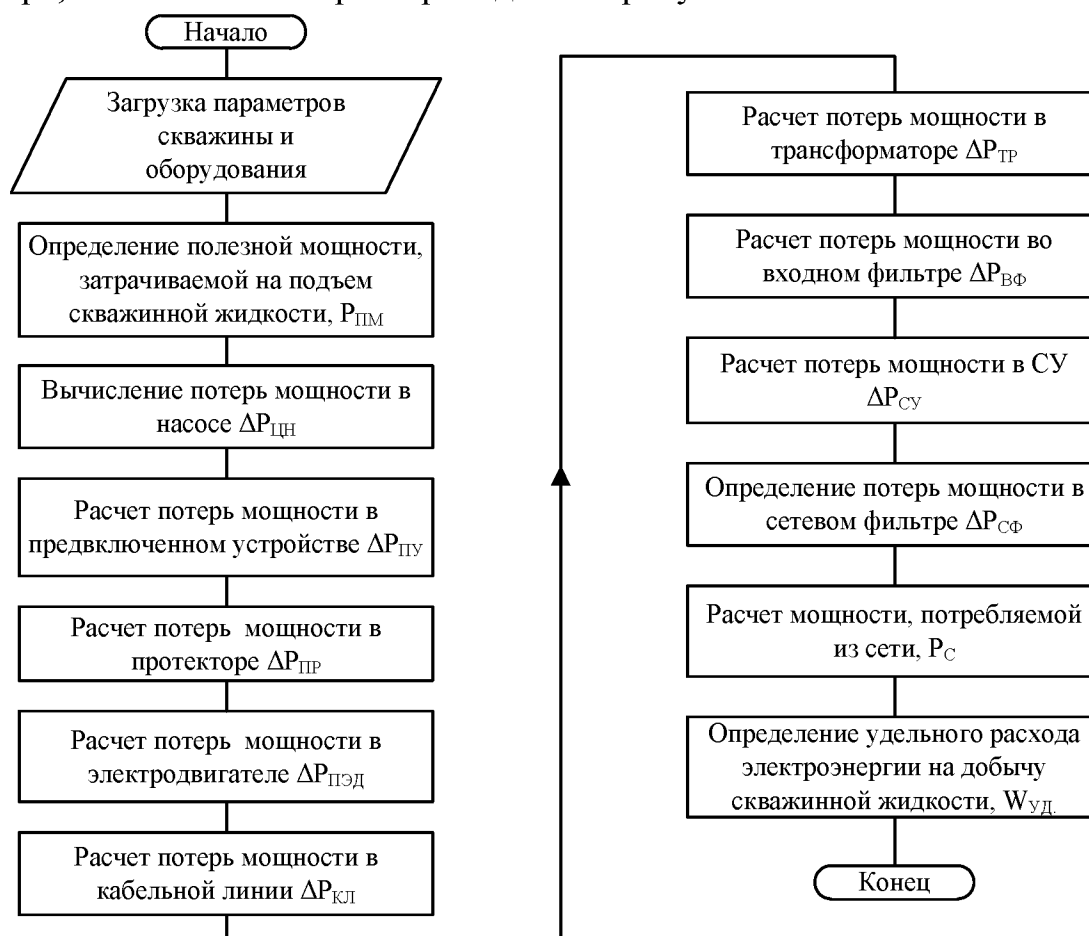 Начало
Загрузка параметров
скважины и
оборудования
Определение полезной мощности,
затрачиваемой на подъем
скважинной жидкости, PПМ
Вычисление потерь мощности в
насосе ΔPЦН
Расчет потерь мощности в
предвключенном устройстве ΔPПУ
Расчет потерь мощности в
протекторе ΔPПР
Расчет потерь мощности в
электродвигателе ΔPПЭД
Расчет потерь мощности в
кабельной линии ΔPКЛ
Расчет потерь мощности в
трансформаторе ΔPТР
Расчет потерь мощности во
входном фильтре ΔPВФ
Расчет потерь мощности в СУ
ΔPСУ
Определение потерь мощности в
сетевом фильтре ΔPСФ
Расчет мощности, потребляемой
из сети, PС
Определение удельного расхода
электроэнергии на добычу
скважинной жидкости, WУД.
Конец